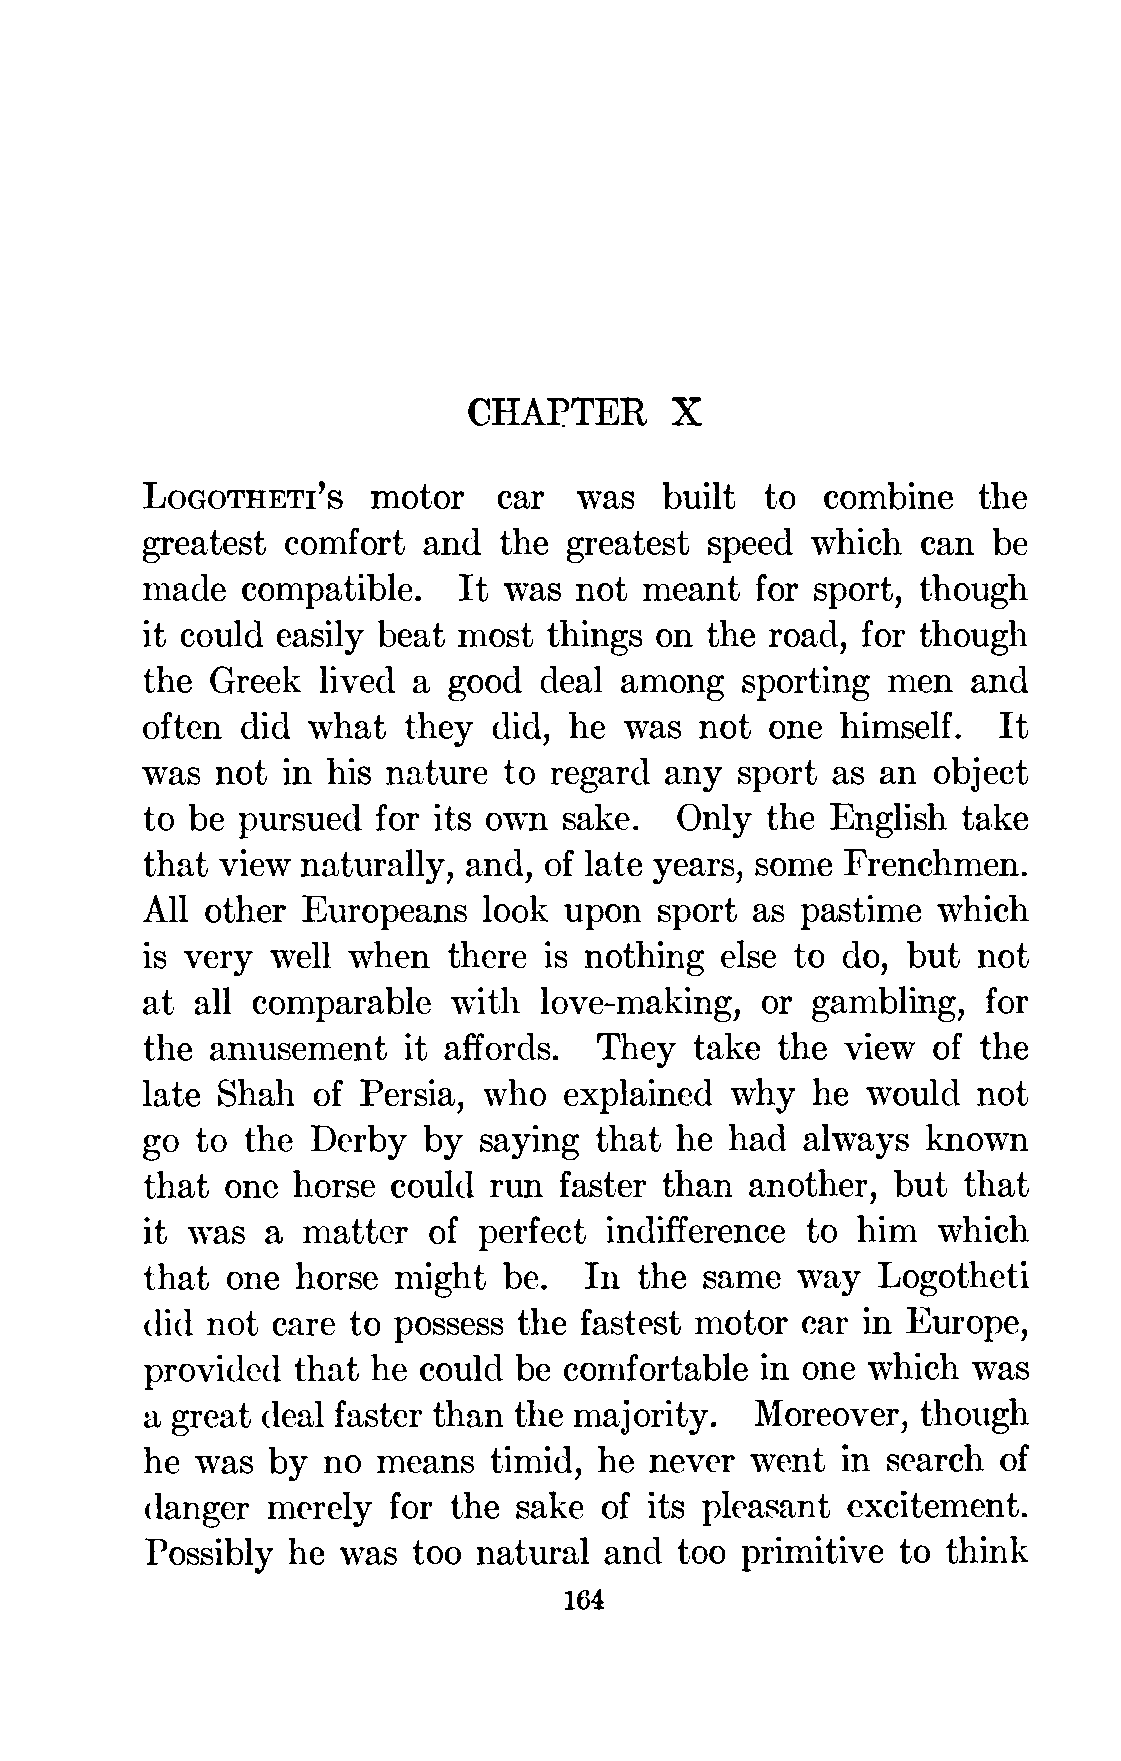 CHAPTER X
Logotheti's motor car was built to combine the
greatest comfort and the greatest speed which can be
made compatible. It was not meant for sport, though
it could easily beat most things on the road, for though
the Greek lived a good deal among sporting men and
often did what they did, he was not one himself. It
was not in his nature to regard any sport as an object
to be pursued for its own sake. Only the English take
that view naturally, and, of late years, some Frenchmen.
All other Europeans look upon sport as pastime which
is very well when there is nothing else to do, but not
at all comparable with love-making, or gambling, for
the amusement it affords. They take the view of the
late Shah of Persia, who explained why he would not
go to the Derby by saying that he had always known
that one horse could run faster than another, but that
it was a matter of perfect indifference to him which
that one horse might be. In the same way Logotheti
did not care to possess the fastest motor car in Europe,
provided that he could be comfortable in one which was
a great deal faster than the majority. Moreover, though
he was by no means timid, he never went in search of
danger merely for the sake of its pleasant excitement.
Possibly he was too natural and too primitive to think
164